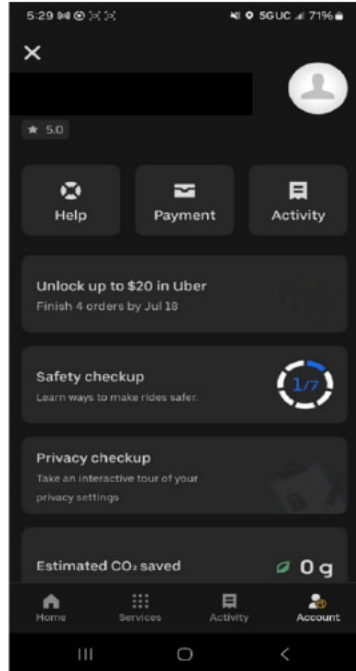 5:29
5GUC 71%
★ 5.0
Help Payment Activity
Unlock up to $20 in Uber
Finish 4 orders by Jul 18
Safety checkup
Learn ways to make rides safer.
1/7
Privacy checkup
Take an interactive tour of your
privacy settings
Estimated CO₂ saved
0 g
Home Services Activity Account